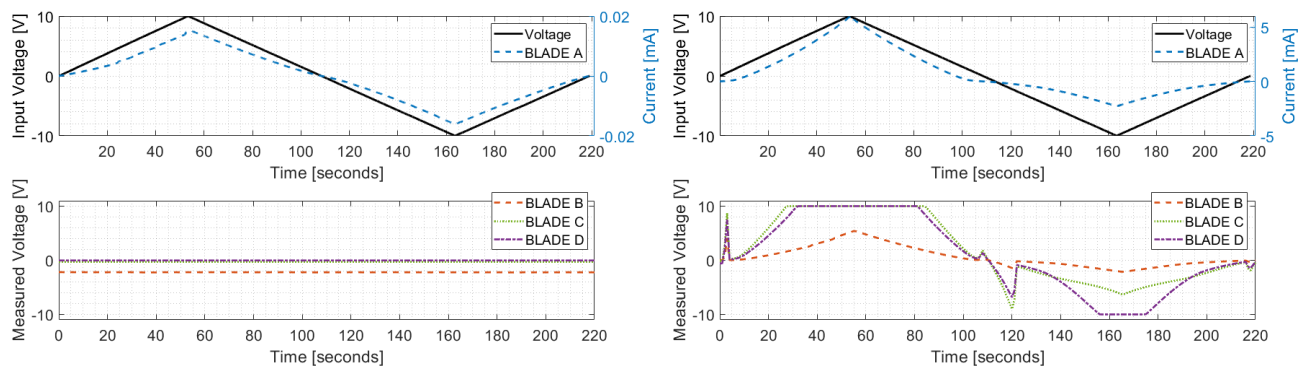 10
0
-10
Input Voltage [V]
20 40 60 80 100 120 140 160 180 200 220
Time [seconds]
0.02
0
-0.02
Current [mA]
Voltage
BLADE A
10
0
-10
Input Voltage [V]
0 20 40 60 80 100 120 140 160 180 200 220
Time [seconds]
5
0
-5
Current [mA]
Voltage
BLADE A
10
0
-10
Measured Voltage [V]
0 20 40 60 80 100 120 140 160 180 200 220
Time [seconds]
BLADE B
BLADE C
BLADE D
10
0
-10
Measured Voltage [V]
0 20 40 60 80 100 120 140 160 180 200 220
Time [seconds]
BLADE B
BLADE C
BLADE D